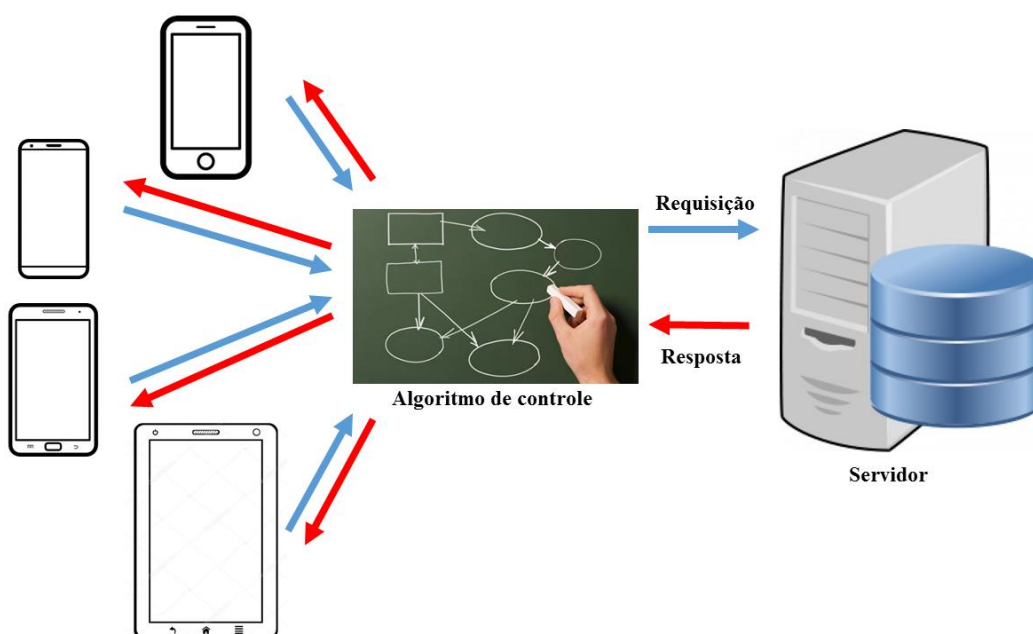 Requisição
Resposta
Algoritmo de controle
Servidor